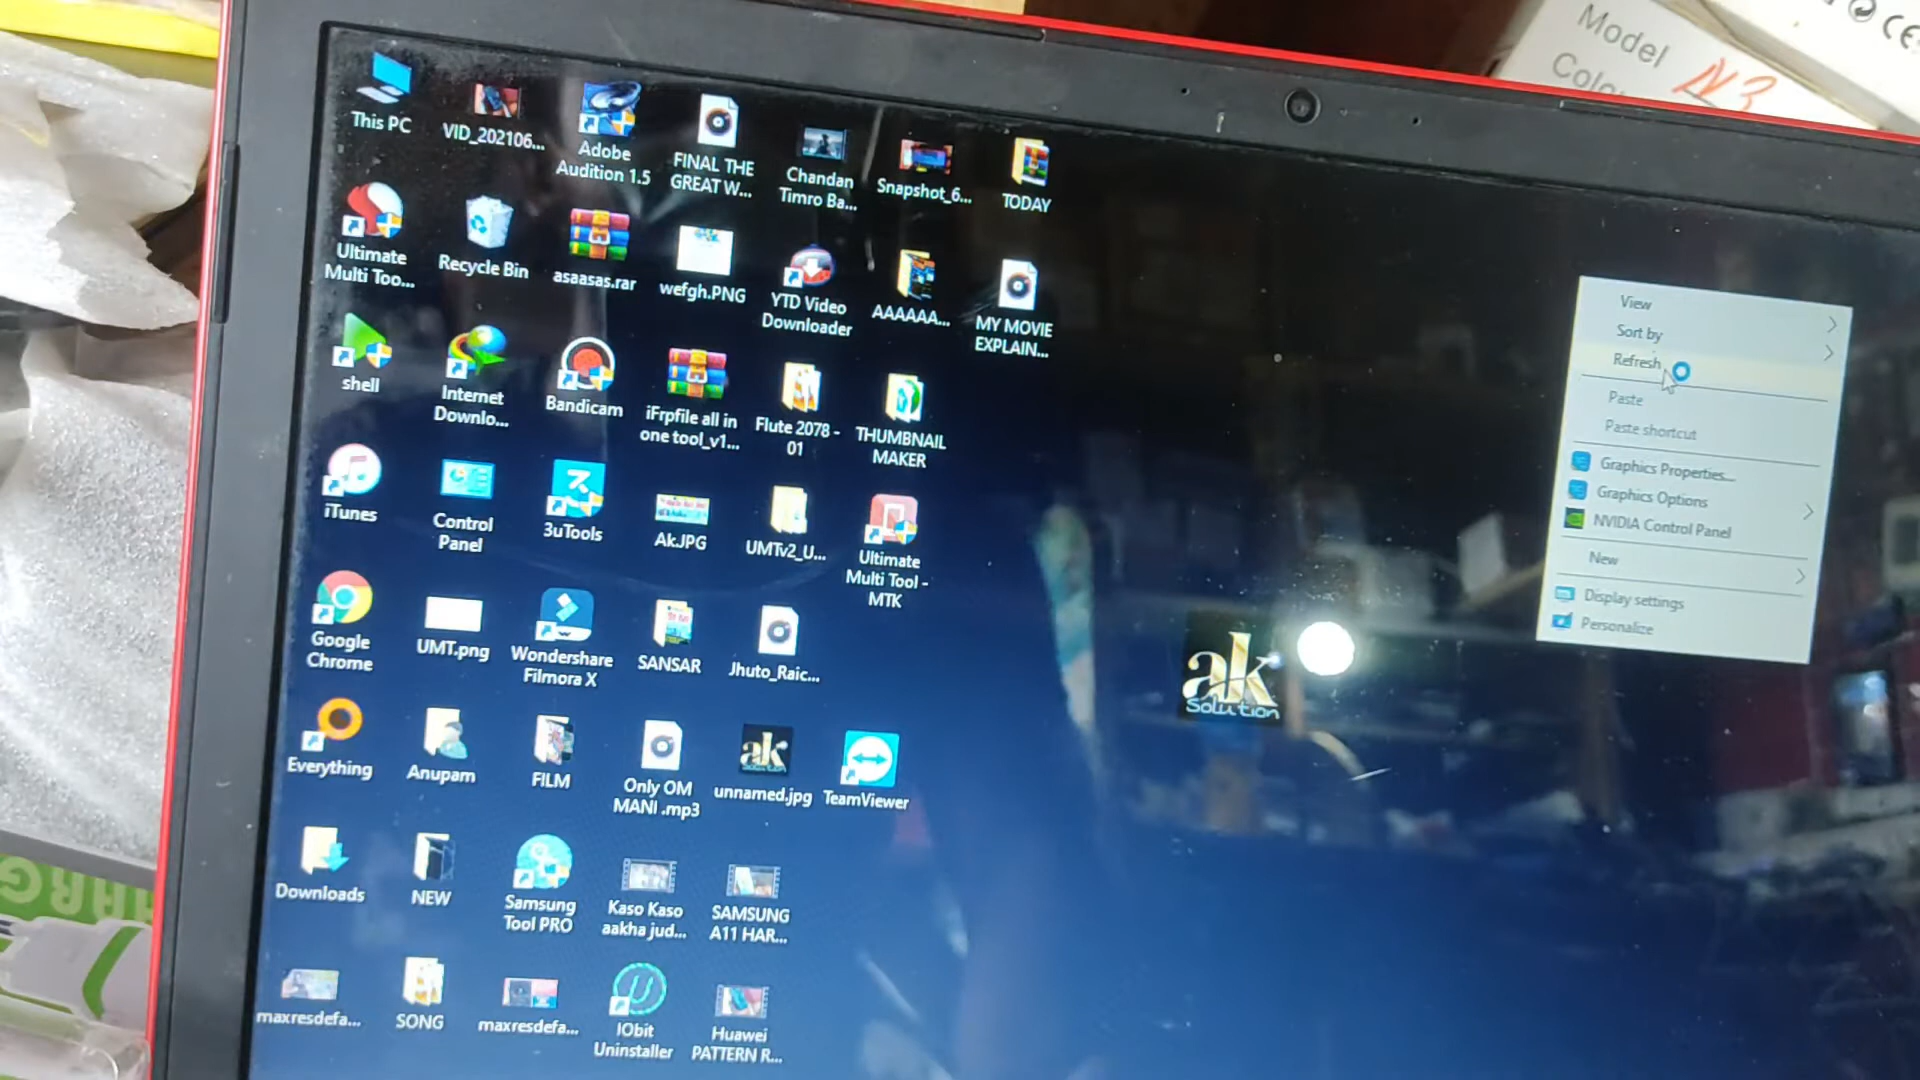 This PC
VID_202106...
Adobe
Audition 1.5
FINAL THE
GREAT W...
Chandan
Timro Ba...
Snapshot_6...
TODAY
Ultimate
Multi Too...
Recycle Bin
asaasas.rar
wefgh.PNG
YTD Video
Downloader
AAAAAA...
MY MOVIE
EXPLAIN...
shell
Internet
Downlo...
Bandicam
iFrpfile all in
one tool_v1...
Flute 2078 -
01
THUMBNAIL
MAKER
iTunes
Control
Panel
3uTools
Ak.JPG
UMTv2_U...
Ultimate
Multi Tool -
MTK
Google
Chrome
UMT.png
Wondershare
Filmora X
SANSAR
Jhuto_Raic...
Everything
Anupam
FILM
Only OM
MANI .mp3
unnamed.jpg
TeamViewer
Downloads
NEW
Samsung
Tool PRO
Kaso Kaso
aakha jud...
SAMSUNG
A11 HAR...
maxresdefa...
SONG
maxresdefa...
IObit
Uninstaller
Huawei
PATTERN R...
View
Sort by
Refresh
Paste
Paste shortcut
Graphics Properties...
Graphics Options
NVIDIA Control Panel
New
Display settings
Personalize
ak
Solution
ak
Solution
Model
N3
CE